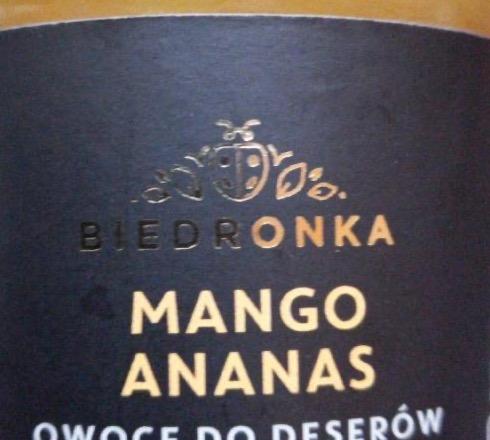 BIEDRONKA
MANGO
ANANAS
OWOCE DO DESERÓW